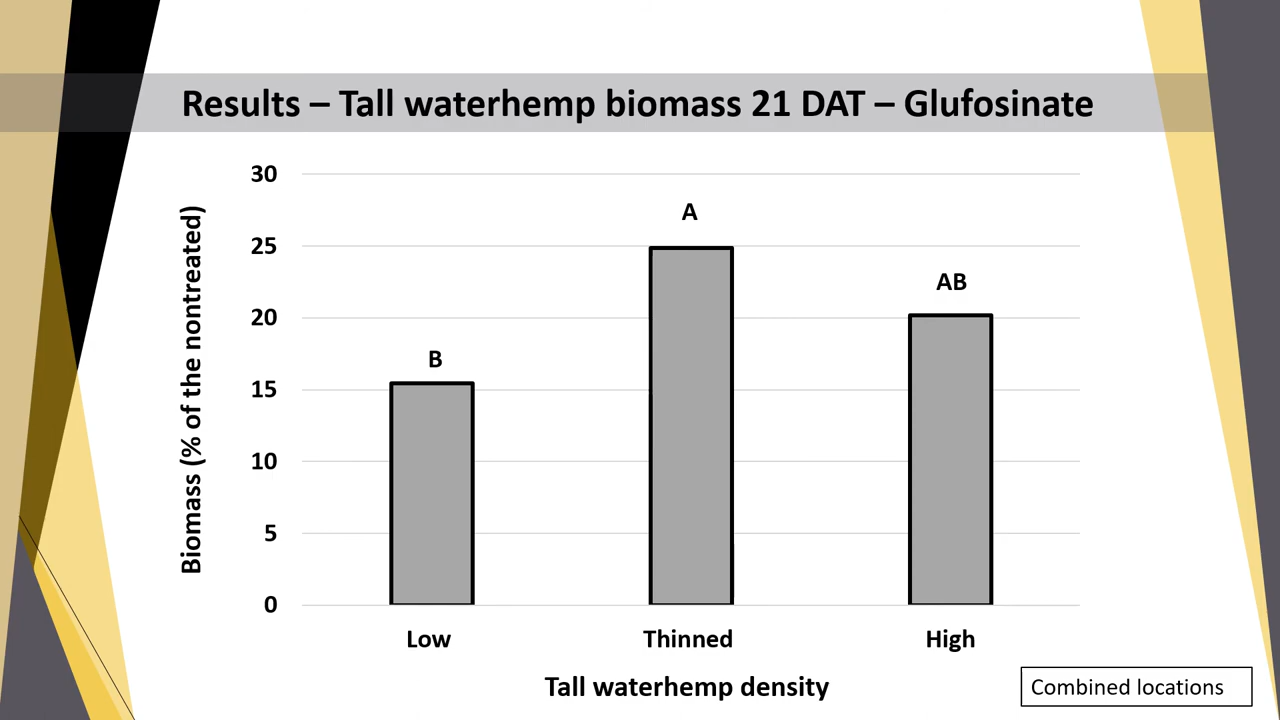 Results – Tall waterhemp biomass 21 DAT – Glufosinate
Biomass (% of the nontreated)
30
25
20
15
10
5
0
B
A
AB
Low
Thinned
High
Tall waterhemp density
Combined locations